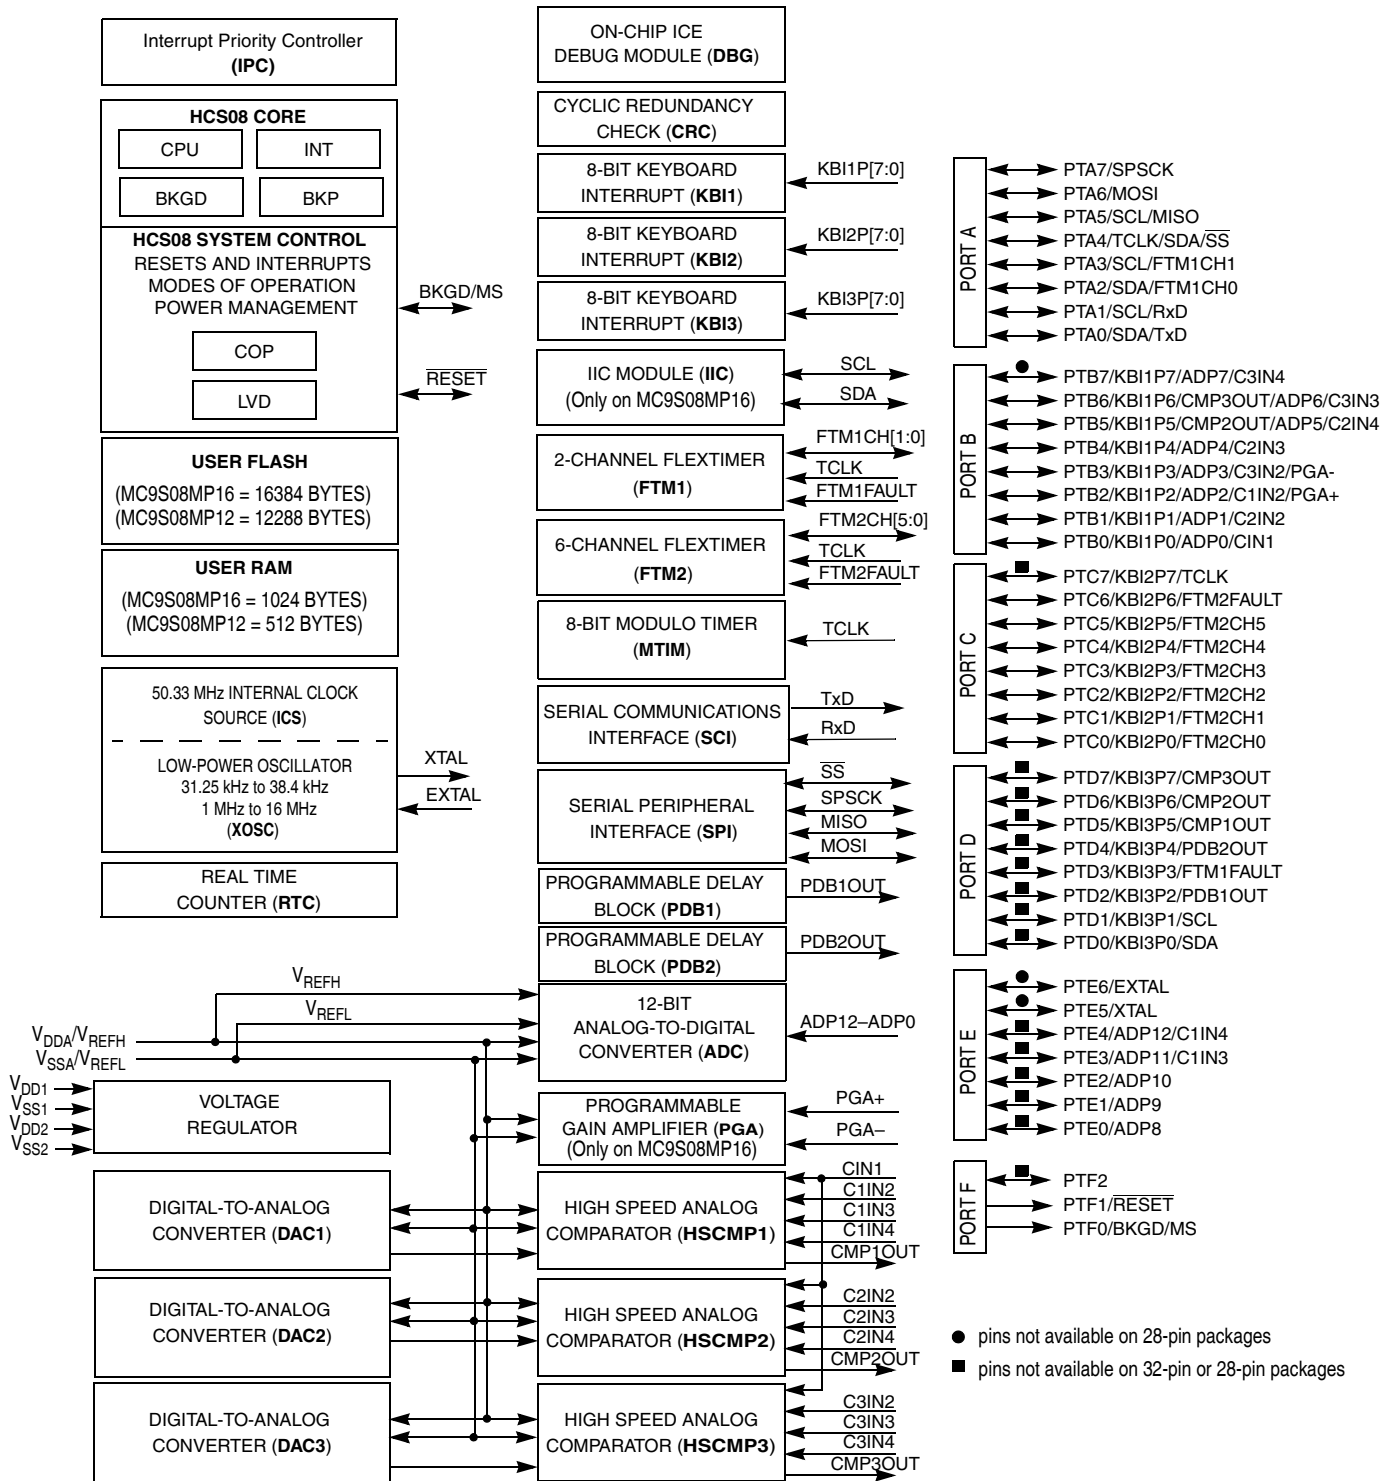 Interrupt Priority Controller
(IPC)
HCS08 CORE
CPU
INT
BKGD
BKP
HCS08 SYSTEM CONTROL
RESETS AND INTERRUPTS
MODES OF OPERATION
POWER MANAGEMENT
COP
LVD
BKGD/MS
RESET
USER FLASH
(MC9S08MP16 = 16384 BYTES)
(MC9S08MP12 = 12288 BYTES)
USER RAM
(MC9S08MP16 = 1024 BYTES)
(MC9S08MP12 = 512 BYTES)
50.33 MHz INTERNAL CLOCK
SOURCE (ICS)
LOW-POWER OSCILLATOR
31.25 kHz to 38.4 kHz
1 MHz to 16 MHz
(XOSC)
XTAL
EXTAL
REAL TIME
COUNTER (RTC)
VREFH
VREFL
VDDA/VREFH
VSSA/VREFL
VDD1
VSS1
VDD2
VSS2
VOLTAGE
REGULATOR
DIGITAL-TO-ANALOG
CONVERTER (DAC1)
DIGITAL-TO-ANALOG
CONVERTER (DAC2)
DIGITAL-TO-ANALOG
CONVERTER (DAC3)
ON-CHIP ICE
DEBUG MODULE (DBG)
CYCLIC REDUNDANCY
CHECK (CRC)
8-BIT KEYBOARD
INTERRUPT (KBI1)
KBI1P[7:0]
8-BIT KEYBOARD
INTERRUPT (KBI2)
KBI2P[7:0]
8-BIT KEYBOARD
INTERRUPT (KBI3)
KBI3P[7:0]
IIC MODULE (IIC)
(Only on MC9S08MP16)
SCL
SDA
2-CHANNEL FLEXTIMER
(FTM1)
FTM1CH[1:0]
TCLK
FTM1FAULT
6-CHANNEL FLEXTIMER
(FTM2)
FTM2CH[5:0]
TCLK
FTM2FAULT
8-BIT MODULO TIMER
(MTIM)
TCLK
SERIAL COMMUNICATIONS
INTERFACE (SCI)
TxD
RxD
SERIAL PERIPHERAL
INTERFACE (SPI)
SS
SPSCK
MISO
MOSI
PROGRAMMABLE DELAY
BLOCK (PDB1)
PDB1OUT
PROGRAMMABLE DELAY
BLOCK (PDB2)
PDB2OUT
12-BIT
ANALOG-TO-DIGITAL
CONVERTER (ADC)
ADP12–ADP0
PROGRAMMABLE
GAIN AMPLIFIER (PGA)
(Only on MC9S08MP16)
PGA+
PGA–
HIGH SPEED ANALOG
COMPARATOR (HSCMP1)
CIN1
C1IN2
C1IN3
C1IN4
CMP1OUT
HIGH SPEED ANALOG
COMPARATOR (HSCMP2)
C2IN2
C2IN3
C2IN4
CMP2OUT
HIGH SPEED ANALOG
COMPARATOR (HSCMP3)
C3IN2
C3IN3
C3IN4
CMP3OUT
PORT A
PTA7/SPSCK
PTA6/MOSI
PTA5/SCL/MISO
PTA4/TCLK/SDA/SS
PTA3/SCL/FTM1CH1
PTA2/SDA/FTM1CH0
PTA1/SCL/RxD
PTA0/SDA/TxD
PORT B
PTB7/KBI1P7/ADP7/C3IN4
PTB6/KBI1P6/CMP3OUT/ADP6/C3IN3
PTB5/KBI1P5/CMP2OUT/ADP5/C2IN4
PTB4/KBI1P4/ADP4/C2IN3
PTB3/KBI1P3/ADP3/C3IN2/PGA-
PTB2/KBI1P2/ADP2/C1IN2/PGA+
PTB1/KBI1P1/ADP1/C2IN2
PTB0/KBI1P0/ADP0/CIN1
PORT C
PTC7/KBI2P7/TCLK
PTC6/KBI2P6/FTM2FAULT
PTC5/KBI2P5/FTM2CH5
PTC4/KBI2P4/FTM2CH4
PTC3/KBI2P3/FTM2CH3
PTC2/KBI2P2/FTM2CH2
PTC1/KBI2P1/FTM2CH1
PTC0/KBI2P0/FTM2CH0
PORT D
PTD7/KBI3P7/CMP3OUT
PTD6/KBI3P6/CMP2OUT
PTD5/KBI3P5/CMP1OUT
PTD4/KBI3P4/PDB2OUT
PTD3/KBI3P3/FTM1FAULT
PTD2/KBI3P2/PDB1OUT
PTD1/KBI3P1/SCL
PTD0/KBI3P0/SDA
PORT E
PTE6/EXTAL
PTE5/XTAL
PTE4/ADP12/C1IN4
PTE3/ADP11/C1IN3
PTE2/ADP10
PTE1/ADP9
PTE0/ADP8
PORT F
PTF2
PTF1/RESET
PTF0/BKGD/MS
pins not available on 28-pin packages
pins not available on 32-pin or 28-pin packages